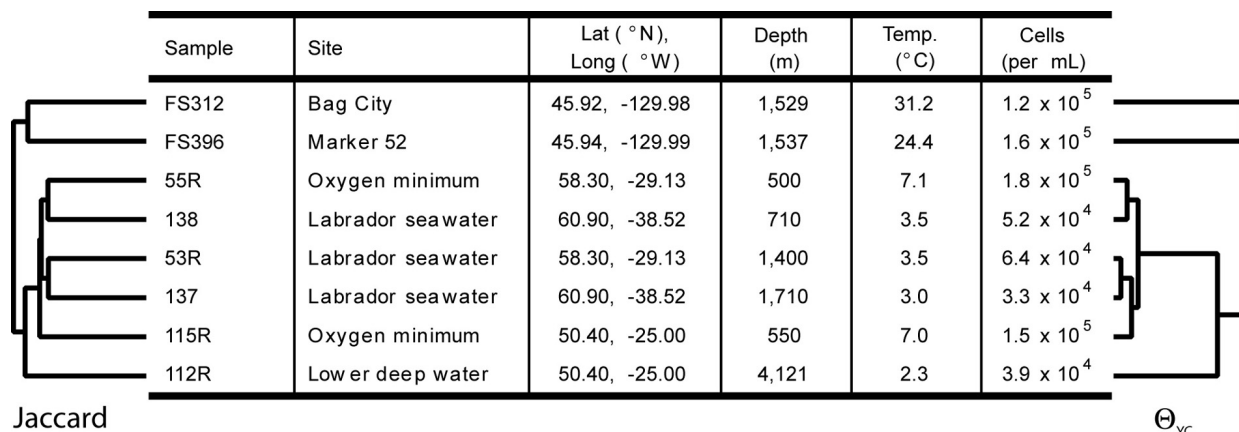 Sample Site Lat ( °N), Long ( °W) Depth (m) Temp. (°C) Cells (per mL)
FS312 Bag City 45.92, -129.98 1,529 31.2 1.2 x 10^5
FS396 Marker 52 45.94, -129.99 1,537 24.4 1.6 x 10^5
55R Oxygen minimum 58.30, -29.13 500 7.1 1.8 x 10^5
138 Labrador seawater 60.90, -38.52 710 3.5 5.2 x 10^4
53R Labrador seawater 58.30, -29.13 1,400 3.5 6.4 x 10^4
137 Labrador seawater 60.90, -38.52 1,710 3.0 3.3 x 10^4
115R Oxygen minimum 50.40, -25.00 550 7.0 1.5 x 10^5
112R Lower deep water 50.40, -25.00 4,121 2.3 3.9 x 10^4
Jaccard Θ_YC